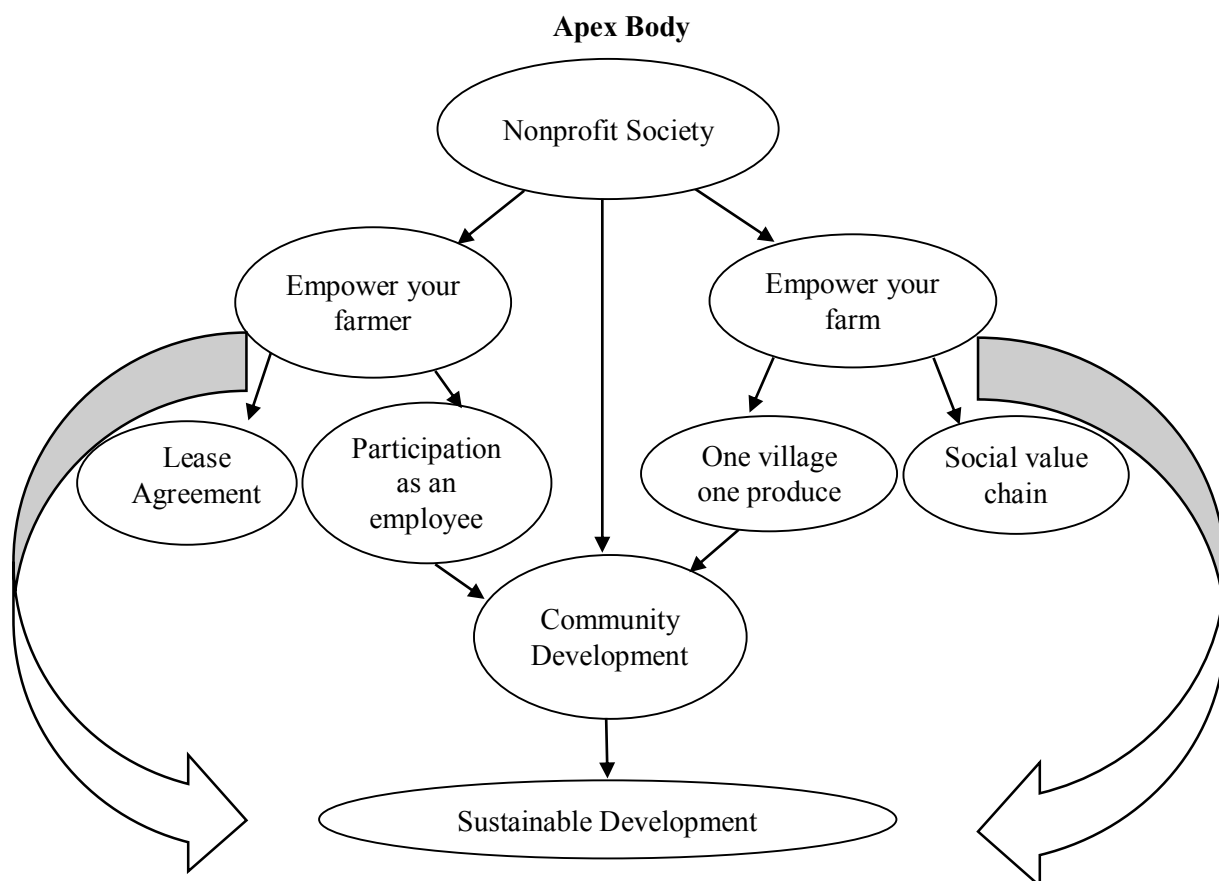 Apex Body
Nonprofit Society
Empower your
farmer
Empower your
farm
Lease
Agreement
Participation
as an
employee
One village
one produce
Social value
chain
Community
Development
Sustainable Development